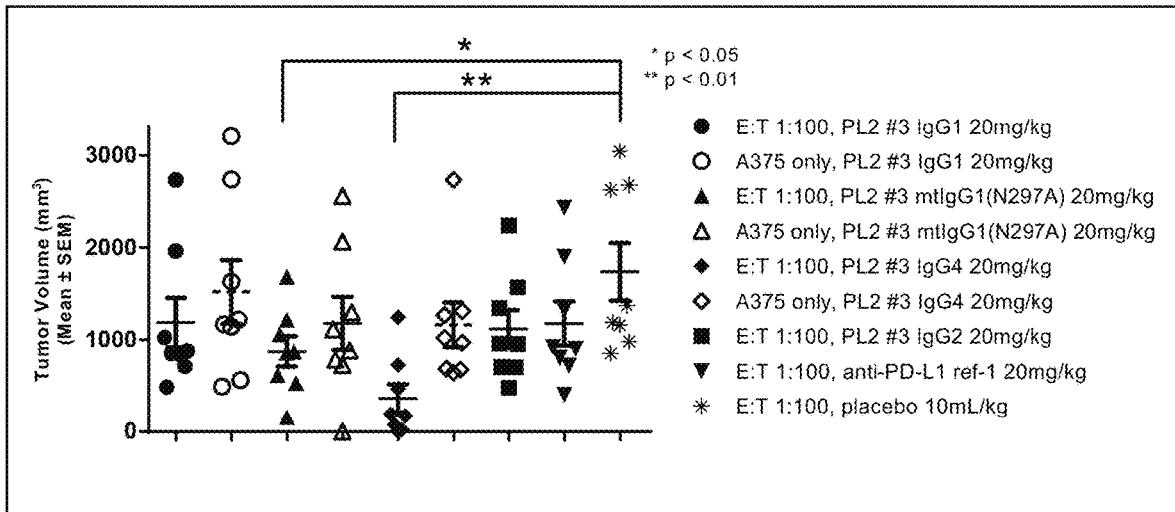 *
**
* p < 0.05
** p < 0.01
Tumor Volume (mm³)
(Mean ± SEM)
3000
2000
1000
0
E:T 1:100, PL2 #3 IgG1 20mg/kg
A375 only, PL2 #3 IgG1 20mg/kg
E:T 1:100, PL2 #3 mtIgG1(N297A) 20mg/kg
A375 only, PL2 #3 mtIgG1(N297A) 20mg/kg
E:T 1:100, PL2 #3 IgG4 20mg/kg
A375 only, PL2 #3 IgG4 20mg/kg
E:T 1:100, PL2 #3 IgG2 20mg/kg
E:T 1:100, anti-PD-L1 ref-1 20mg/kg
E:T 1:100, placebo 10mL/kg